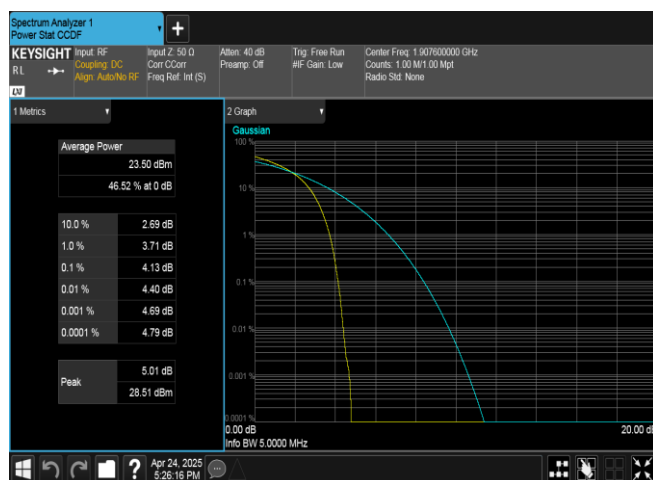 Spectrum Analyzer 1
Power Stat CCDF
+
KEYSIGHT
RL
LXI
Input: RF
Coupling: DC
Align: Auto/No RF
Input Z: 50 Ω
Corr CCorr
Freq Ref: Int (S)
Atten: 40 dB
Preamp: Off
Trig: Free Run
#IF Gain: Low
Center Freq: 1.907600000 GHz
Counts: 1.00 M/1.00 Mpt
Radio Std: None
1 Metrics
Average Power
23.50 dBm
46.52 % at 0 dB
10.0 % 2.69 dB
1.0 % 3.71 dB
0.1 % 4.13 dB
0.01 % 4.40 dB
0.001 % 4.69 dB
0.0001 % 4.79 dB
Peak
5.01 dB
28.51 dBm
2 Graph
Gaussian
100 %
10 %
1 %
0.1 %
0.01 %
0.001 %
0.0001 %
0.00 dB
20.00 dB
Info BW 5.0000 MHz
?
Apr 24, 2025
5:26:16 PM